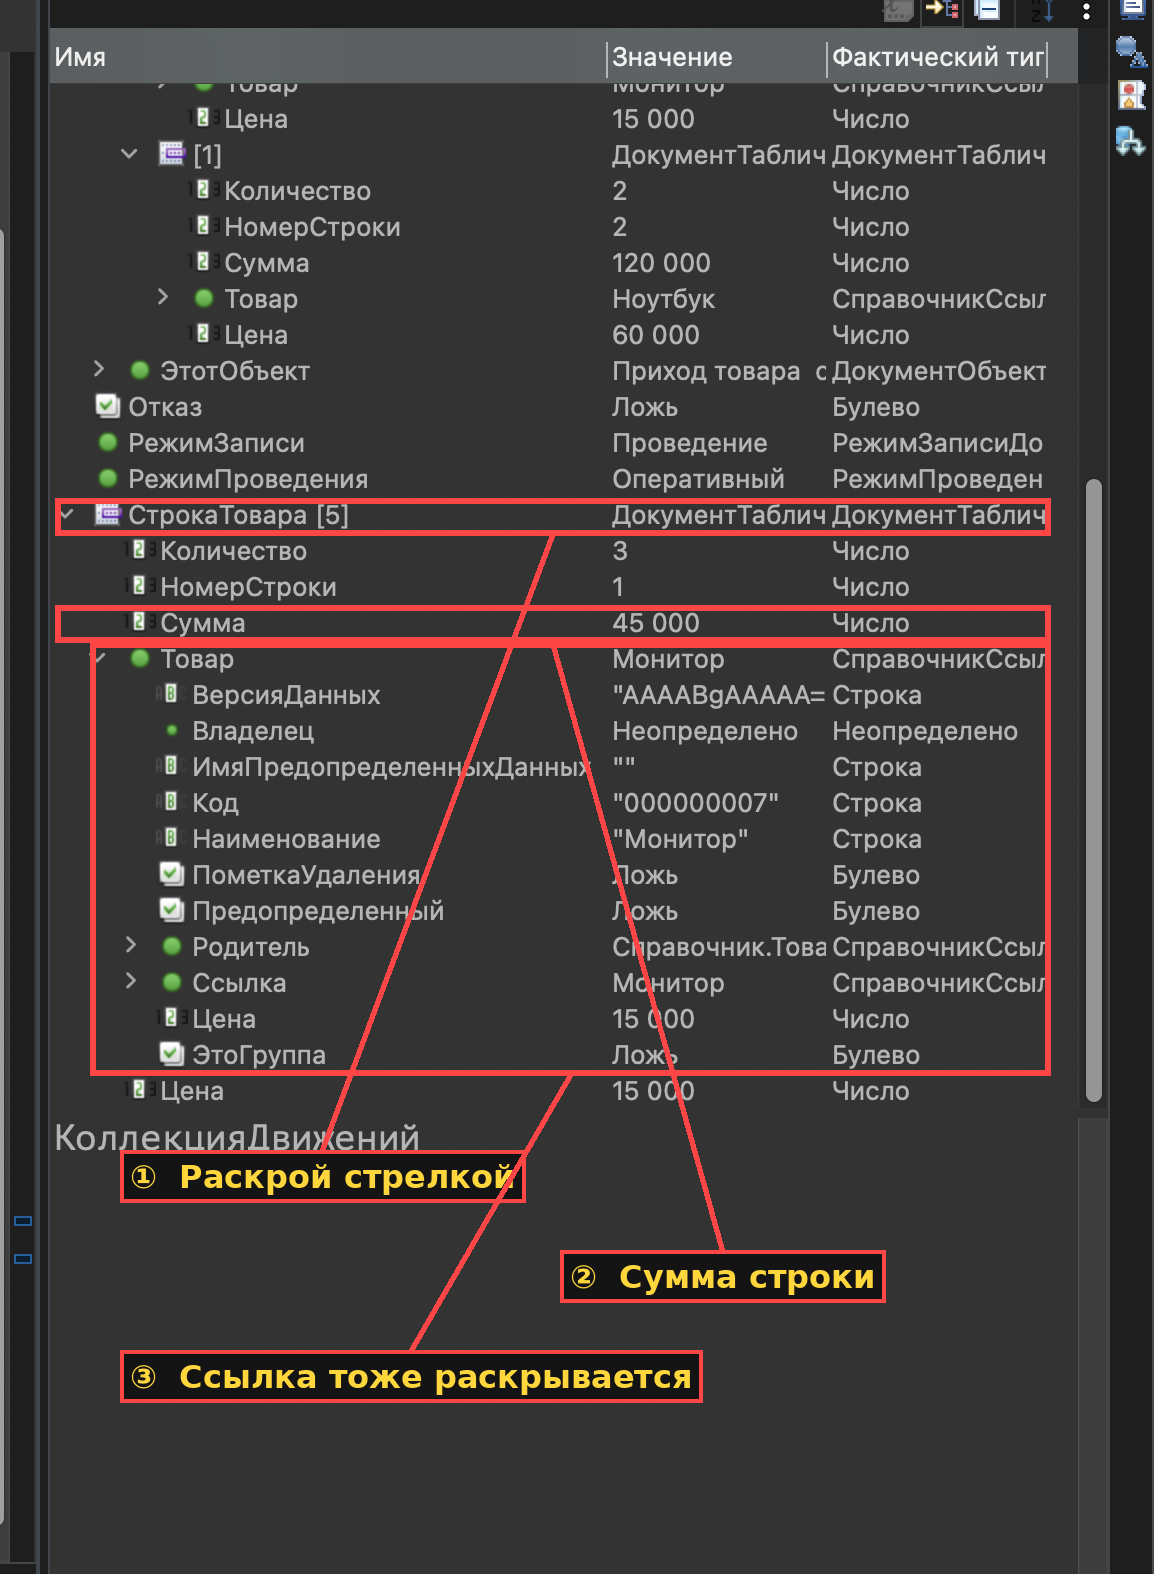 Имя Значение Фактический тиг
Товар Монитор СправочникСсыл
Цена 15 000 Число
[1] ДокументТаблич ДокументТаблич
Количество 2 Число
НомерСтроки 2 Число
Сумма 120 000 Число
Товар Ноутбук СправочникСсыл
Цена 60 000 Число
ЭтотОбъект Приход товара о ДокументОбъект
Отказ Ложь Булево
РежимЗаписи Проведение РежимЗаписиДо
РежимПроведения Оперативный РежимПроведен
СтрокаТовара [5] ДокументТаблич ДокументТаблич
Количество 3 Число
НомерСтроки 1 Число
Сумма 45 000 Число
Товар Монитор СправочникСсыл
ВерсияДанных "AAAABgAAAAA= Строка
Владелец Неопределено Неопределено
ИмяПредопределенныхДанных "" Строка
Код "000000007" Строка
Наименование "Монитор" Строка
ПометкаУдаления Ложь Булево
Предопределенный Ложь Булево
Родитель Справочник.Това СправочникСсыл
Ссылка Монитор СправочникСсыл
Цена 15 000 Число
ЭтоГруппа Ложь Булево
Цена 15 000 Число
КоллекцияДвижений
① Раскрой стрелкой
② Сумма строки
③ Ссылка тоже раскрывается